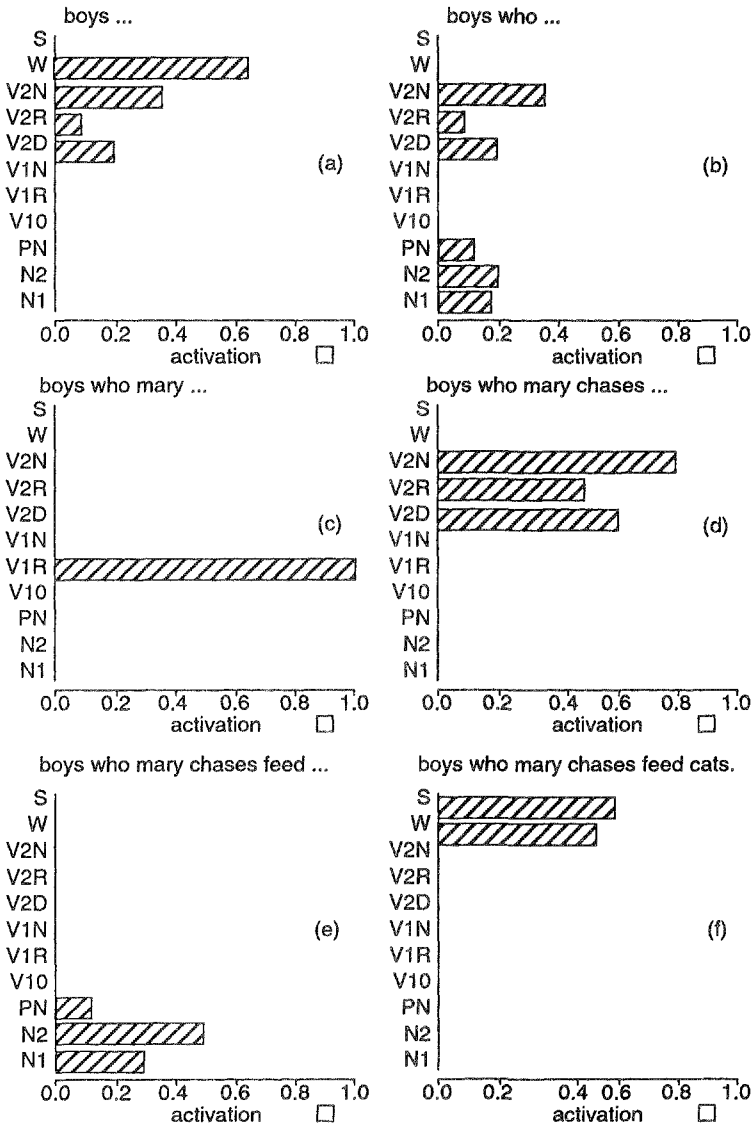 boys ...
S
W
V2N
V2R
V2D
V1N
V1R
V10
PN
N2
N1
(a)
0.0 0.2 0.4 0.6 0.8 1.0
activation
boys who ...
S
W
V2N
V2R
V2D
V1N
V1R
V10
PN
N2
N1
(b)
0.0 0.2 0.4 0.6 0.8 1.0
activation
boys who mary ...
S
W
V2N
V2R
V2D
V1N
V1R
V10
PN
N2
N1
(c)
0.0 0.2 0.4 0.6 0.8 1.0
activation
boys who mary chases ...
S
W
V2N
V2R
V2D
V1N
V1R
V10
PN
N2
N1
(d)
0.0 0.2 0.4 0.6 0.8 1.0
activation
boys who mary chases feed ...
S
W
V2N
V2R
V2D
V1N
V1R
V10
PN
N2
N1
(e)
0.0 0.2 0.4 0.6 0.8 1.0
activation
boys who mary chases feed cats.
S
W
V2N
V2R
V2D
V1N
V1R
V10
PN
N2
N1
(f)
0.0 0.2 0.4 0.6 0.8 1.0
activation